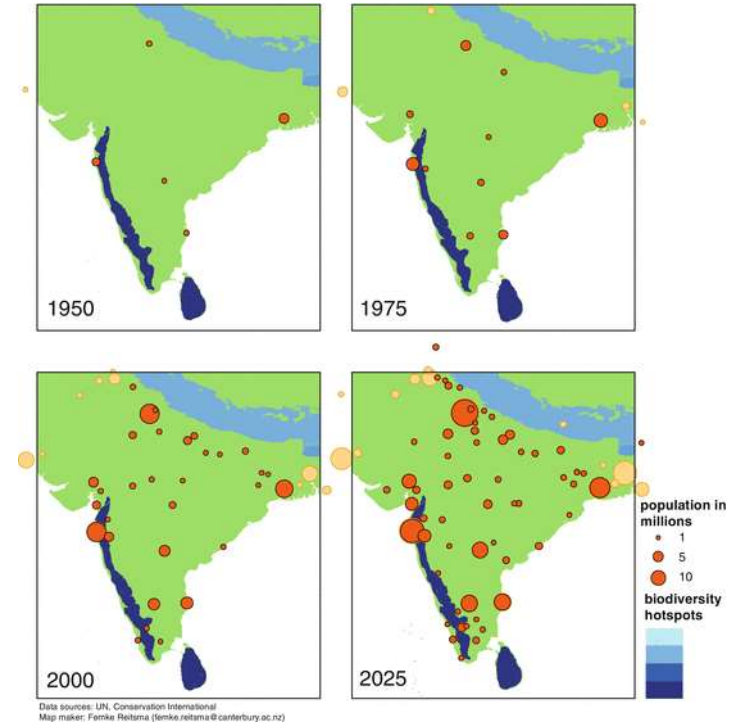 1950
1975
2000
2025
population in
millions
1
5
10
biodiversity
hotspots
Data sources: UN, Conservation International
Map maker: Femke Reitsma (femke.reitsma@canterbury.ac.nz)